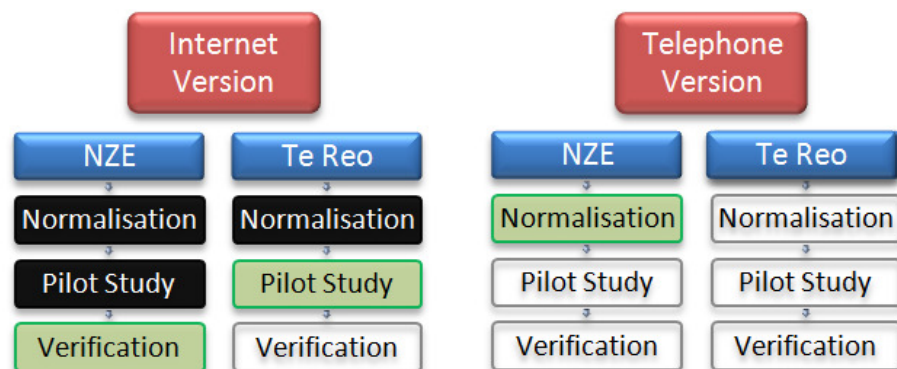 Internet
Version
NZE
Normalisation
Pilot Study
Verification
Te Reo
Normalisation
Pilot Study
Verification
Telephone
Version
NZE
Normalisation
Pilot Study
Verification
Te Reo
Normalisation
Pilot Study
Verification